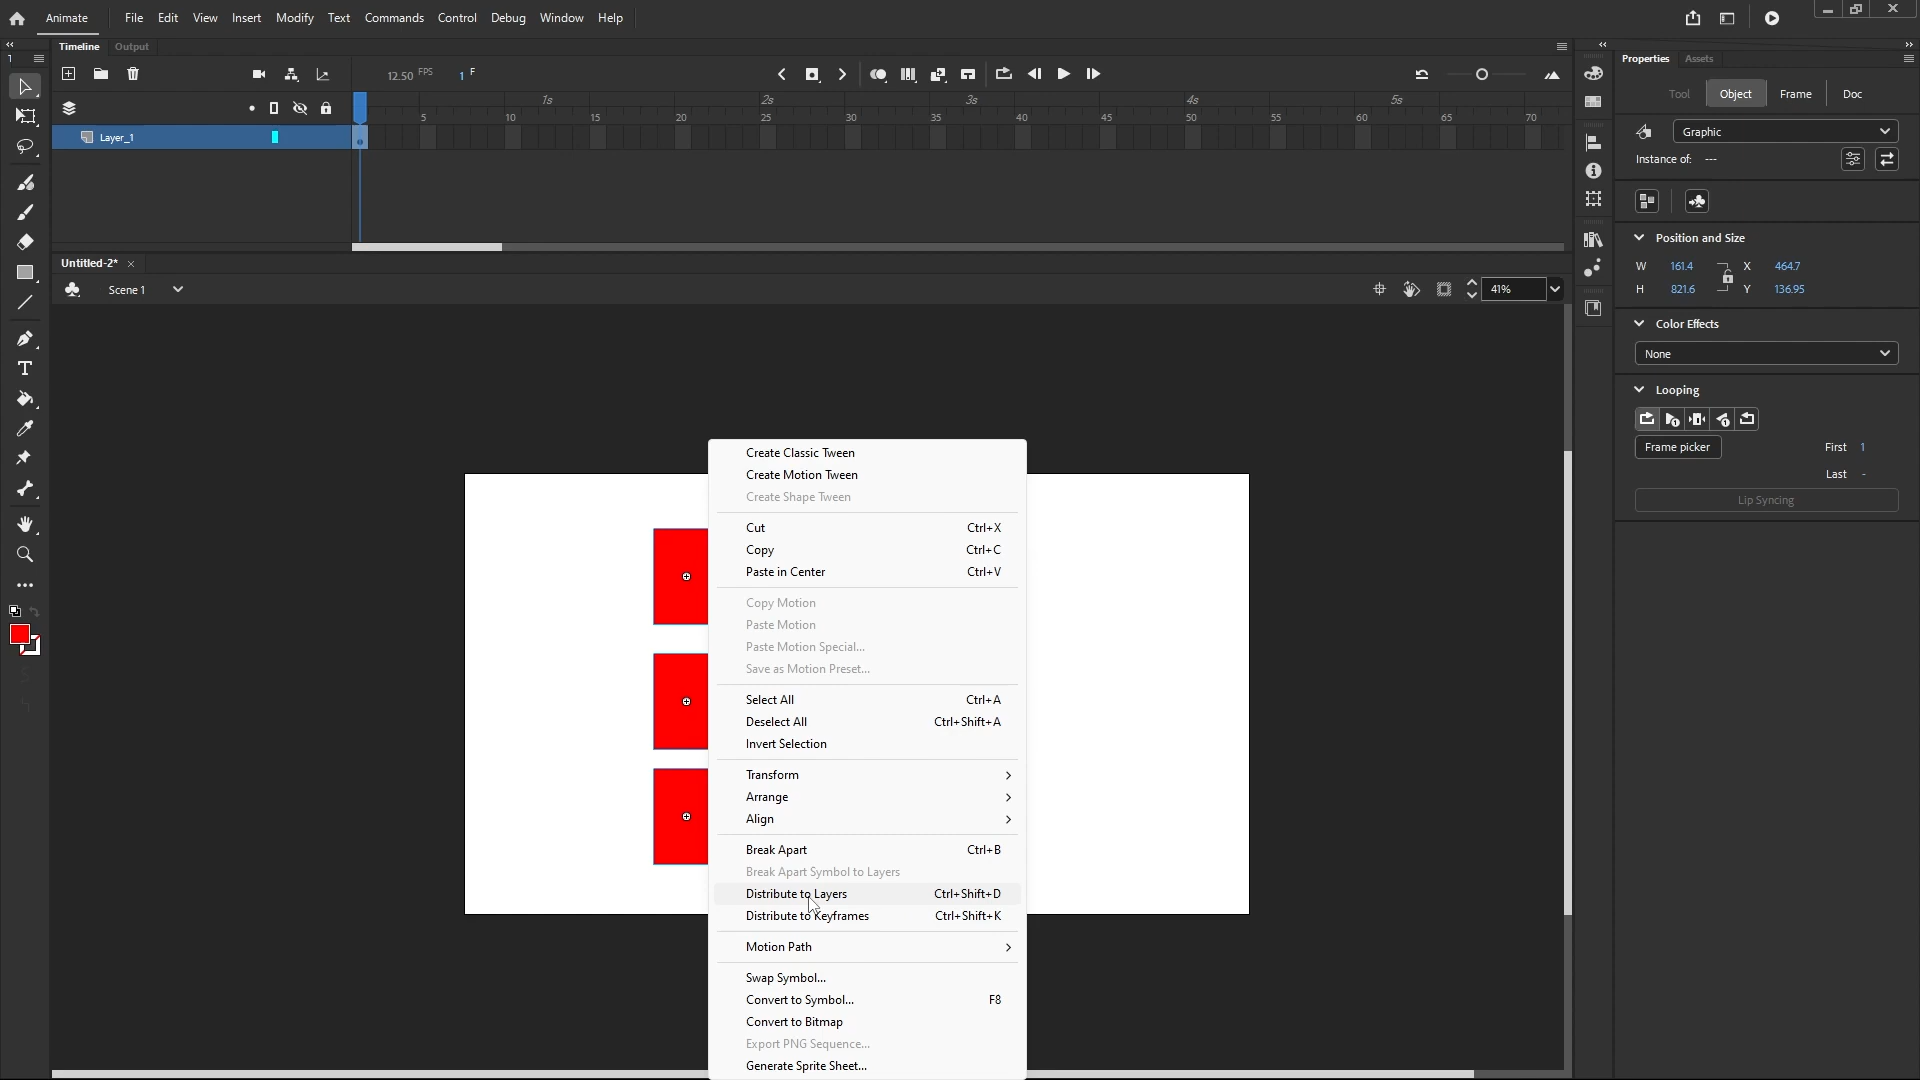 Animate File Edit View Insert Modify Text Commands Control Debug Window Help
Timeline Output
Properties Assets
12.50 FPS 1 F
Tool Object Frame Doc
1s 2s 3s 4s 5s
5 10 15 20 25 30 35 40 45 50 55 60 65 70
Layer_1
Graphic
Instance of: ---
Position and Size
W 161.4 X 464.7
H 821.6 Y 136.95
Untitled-2*
Scene 1
41%
Color Effects
None
Looping
Frame picker First 1
Last -
Lip Syncing
Create Classic Tween
Create Motion Tween
Create Shape Tween
Cut Ctrl+X
Copy Ctrl+C
Paste in Center Ctrl+V
Copy Motion
Paste Motion
Paste Motion Special...
Save as Motion Preset...
Select All Ctrl+A
Deselect All Ctrl+Shift+A
Invert Selection
Transform
Arrange
Align
Break Apart Ctrl+B
Break Apart Symbol to Layers
Distribute to Layers Ctrl+Shift+D
Distribute to Keyframes Ctrl+Shift+K
Motion Path
Swap Symbol...
Convert to Symbol... F8
Convert to Bitmap
Export PNG Sequence...
Generate Sprite Sheet...